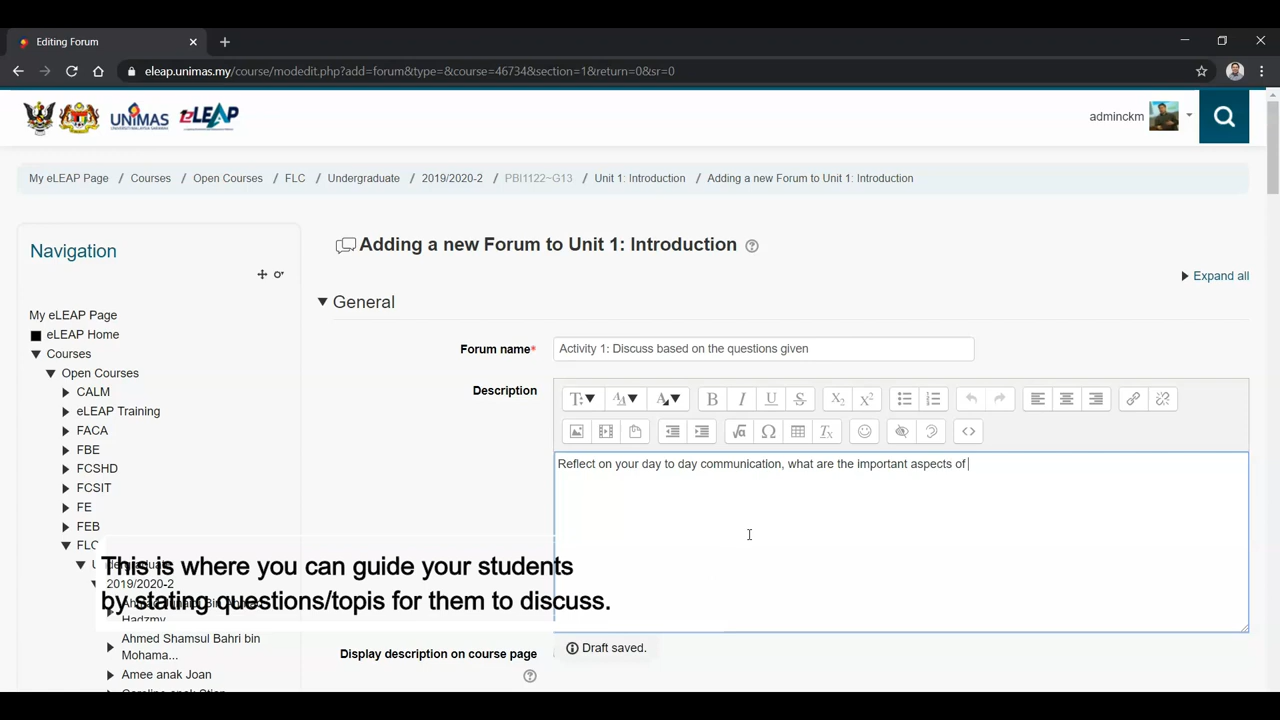 Editing Forum
eleap.unimas.my/course/modedit.php?add=forum&type=&course=46734&section=1&return=0&sr=0
UNIMAS
eLEAP
adminckm
My eLEAP Page / Courses / Open Courses / FLC / Undergraduate / 2019/2020-2 / PBI1122~G13 / Unit 1: Introduction / Adding a new Forum to Unit 1: Introduction
Navigation
My eLEAP Page
eLEAP Home
Courses
Open Courses
CALM
eLEAP Training
FACA
FBE
FCSHD
FCSIT
FE
FEB
FLC
2019/2020-2
Hadzmy
Ahmed Shamsul Bahri bin
Mohama...
Amee anak Joan
Adding a new Forum to Unit 1: Introduction
Expand all
General
Forum name*
Activity 1: Discuss based on the questions given
Description
Reflect on your day to day communication, what are the important aspects of
Draft saved.
Display description on course page
This is where you can guide your students
by stating questions/topis for them to discuss.